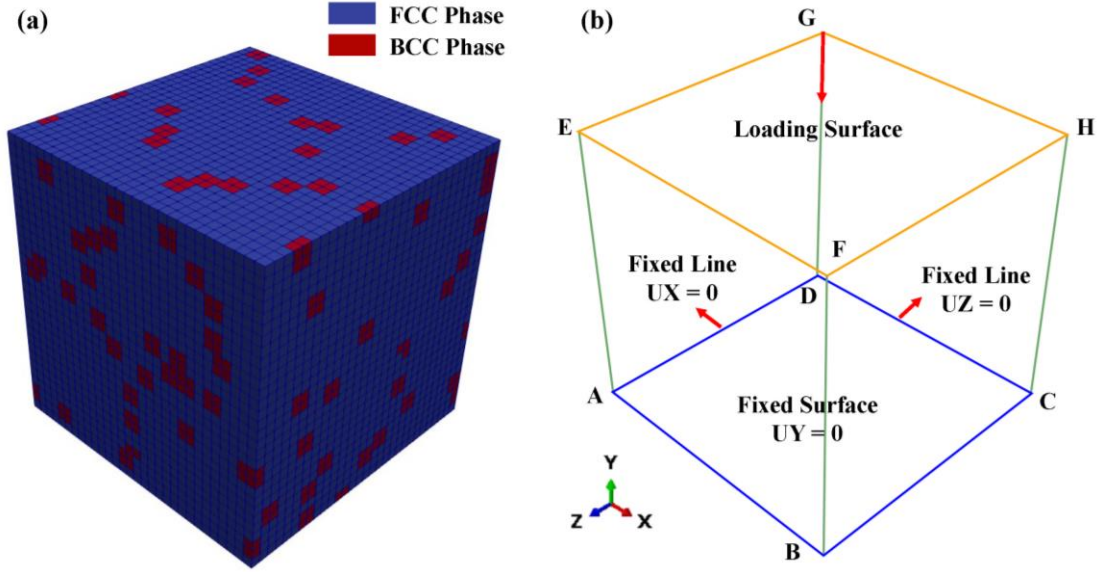 (a)
FCC Phase
BCC Phase
(b)
G
E
Loading Surface
H
F
Fixed Line
UX = 0
D
Fixed Line
UZ = 0
A
Fixed Surface
UY = 0
C
Y
Z
X
B